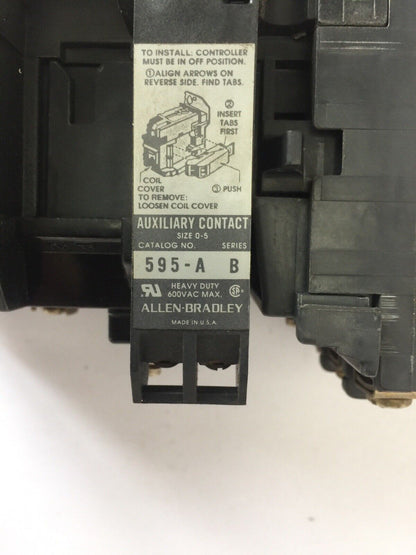 TO INSTALL: CONTROLLER
MUST BE IN OFF POSITION.
①ALIGN ARROWS ON
REVERSE SIDE. FIND TABS.
②
INSERT
TABS
FIRST
COIL
COVER
③ PUSH
TO REMOVE:
LOOSEN COIL COVER
AUXILIARY CONTACT
SIZE 0-5
CATALOG NO. SERIES
595-A B
HEAVY DUTY
600VAC MAX.
ALLEN-BRADLEY
MADE IN U.S.A.